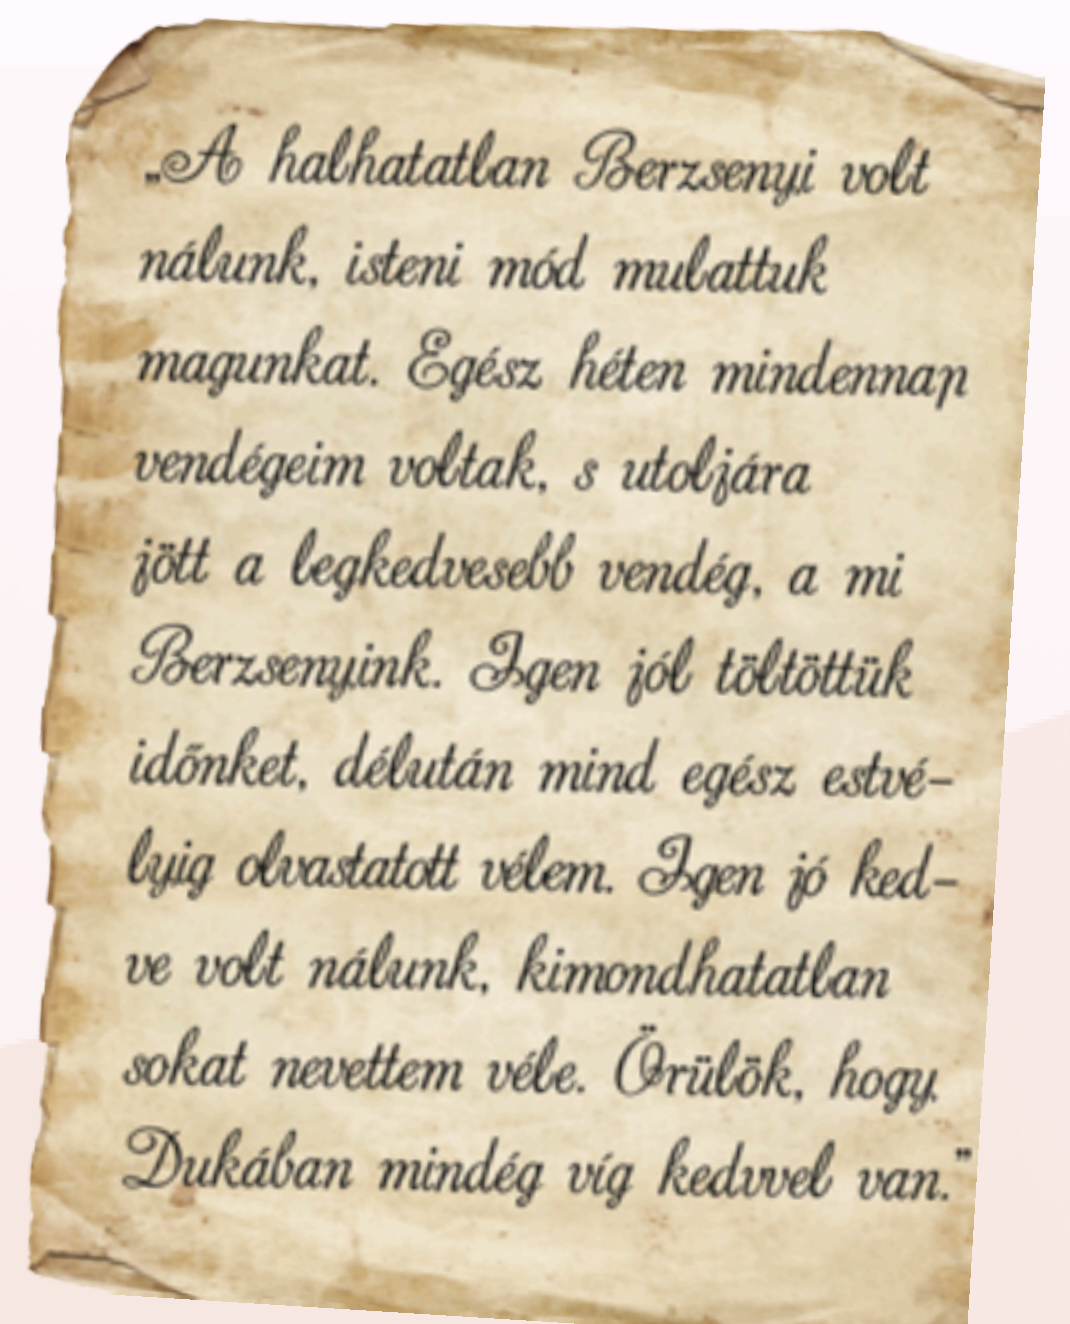 „A halhatatlan Berzsenyi volt
nálunk, isteni mód mulattuk
magunkat. Egész héten mindennap
vendégeim voltak, s utoljára
jött a legkedvesebb vendég, a mi
Berzsenyink. Igen jól töltöttük
időnket, délután mind egész estvé-
lyig olvastatott vélem. Igen jó ked-
ve volt nálunk, kimondhatatlan
sokat nevettem véle. Örülök, hogy
Dukában mindég víg kedvvel van.”